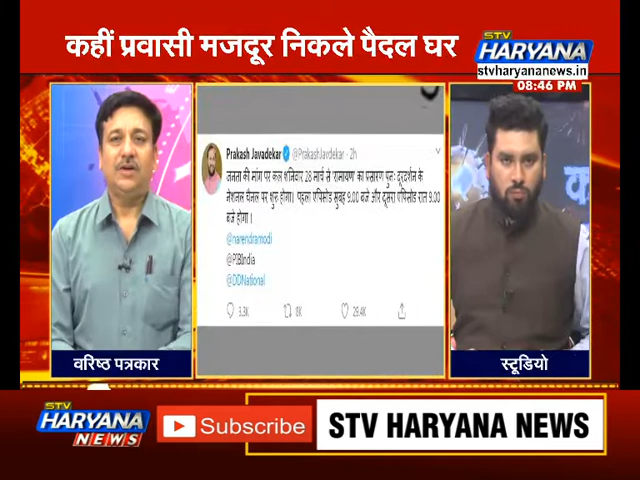 कहीं प्रवासी मजदूर निकले पैदल घर
STV
HARYANA
stvharyananews.in
08:46 PM
Prakash Javadekar @PrakashJavdekar · 2h
जनता की मांग पर कल शनिवार 28 मार्च से 'रामायण' का प्रसारण पुनः दूरदर्शन के
नेशनल चैनल पर शुरू होगा। पहला एपिसोड सुबह 9.00 बजे और दूसरा एपिसोड रात 9.00
बजे होगा।
@narendramodi
@PIBIndia
@DDNational
3.3K 8K 29.4K
वरिष्ठ पत्रकार
स्टूडियो
STV
HARYANA
NEWS
Subscribe
STV HARYANA NEWS